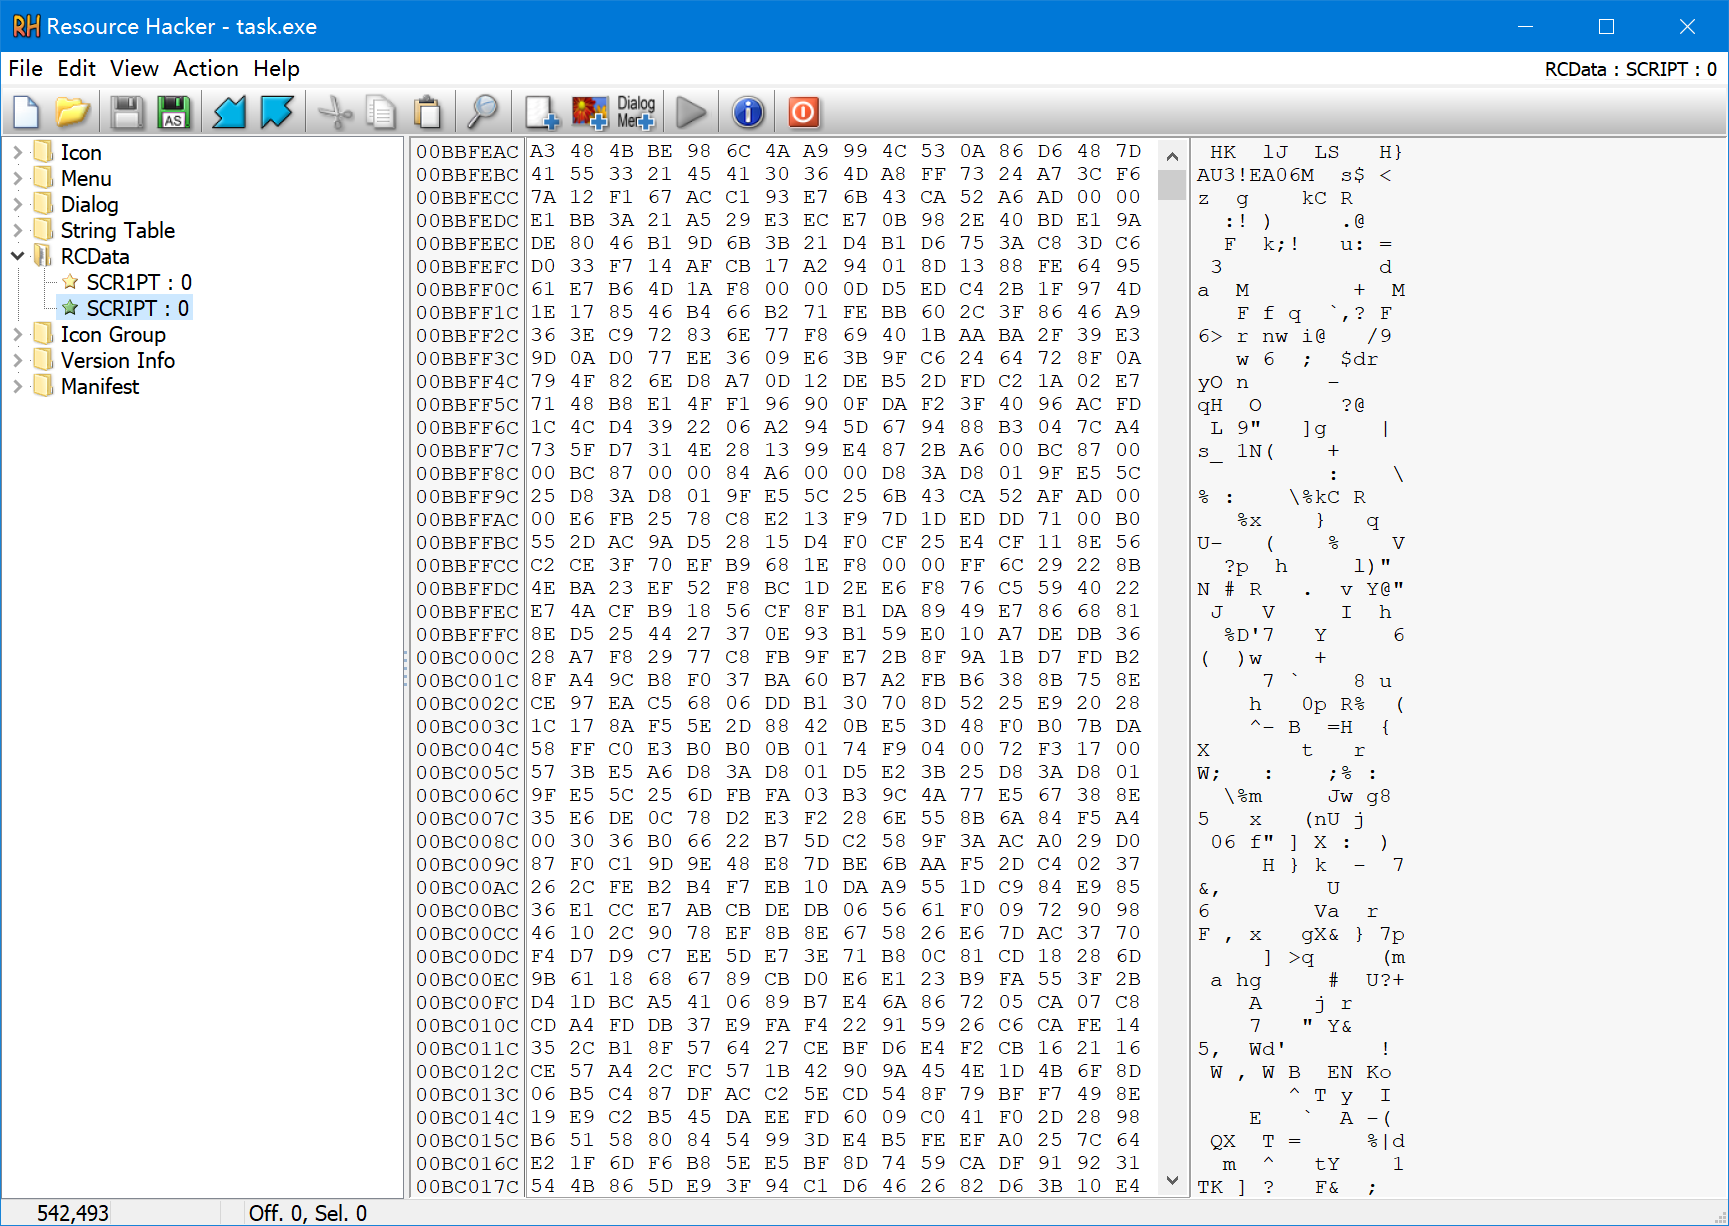 RH Resource Hacker - task.exe
File Edit View Action Help
RCData : SCRIPT : 0
AS
Dialog
Menu
Icon
Menu
Dialog
String Table
RCData
SCR1PT : 0
SCRIPT : 0
Icon Group
Version Info
Manifest
00BBFEAC A3 48 4B BE 98 6C 4A A9 99 4C 53 0A 86 D6 48 7D HK lJ LS H}
00BBFEBC 41 55 33 21 45 41 30 36 4D A8 FF 73 24 A7 3C F6 AU3!EA06M s$ <
00BBFECC 7A 12 F1 67 AC C1 93 E7 6B 43 CA 52 A6 AD 00 00 z g kC R
00BBFEDC E1 BB 3A 21 A5 29 E3 EC E7 0B 98 2E 40 BD E1 9A :! ) .@
00BBFEEC DE 80 46 B1 9D 6B 3B 21 D4 B1 D6 75 3A C8 3D C6 F k;! u: =
00BBFEFC D0 33 F7 14 AF CB 17 A2 94 01 8D 13 88 FE 64 95 3 d
00BBFF0C 61 E7 B6 4D 1A F8 00 00 0D D5 ED C4 2B 1F 97 4D a M + M
00BBFF1C 1E 17 85 46 B4 66 B2 71 FE BB 60 2C 3F 86 46 A9 F f q `,? F
00BBFF2C 36 3E C9 72 83 6E 77 F8 69 40 1B AA BA 2F 39 E3 6> r nw i@ /9
00BBFF3C 9D 0A D0 77 EE 36 09 E6 3B 9F C6 24 64 72 8F 0A w 6 ; $dr
00BBFF4C 79 4F 82 6E D8 A7 0D 12 DE B5 2D FD C2 1A 02 E7 yO n -
00BBFF5C 71 48 B8 E1 4F F1 96 90 0F DA F2 3F 40 96 AC FD qH O ?@
00BBFF6C 1C 4C D4 39 22 06 A2 94 5D 67 94 88 B3 04 7C A4 L 9" ]g |
00BBFF7C 73 5F D7 31 4E 28 13 99 E4 87 2B A6 00 BC 87 00 s_ 1N( +
00BBFF8C 00 BC 87 00 00 84 A6 00 00 D8 3A D8 01 9F E5 5C : \
00BBFF9C 25 D8 3A D8 01 9F E5 5C 25 6B 43 CA 52 AF AD 00 % : \%kC R
00BBFFAC 00 E6 FB 25 78 C8 E2 13 F9 7D 1D ED DD 71 00 B0 %x } q
00BBFFBC 55 2D AC 9A D5 28 15 D4 F0 CF 25 E4 CF 11 8E 56 U- ( % V
00BBFFCC C2 CE 3F 70 EF B9 68 1E F8 00 00 FF 6C 29 22 8B ?p h l)"
00BBFFDC 4E BA 23 EF 52 F8 BC 1D 2E E6 F8 76 C5 59 40 22 N # R . v Y@"
00BBFFEC E7 4A CF B9 18 56 CF 8F B1 DA 89 49 E7 86 68 81 J V I h
00BBFFFC 8E D5 25 44 27 37 0E 93 B1 59 E0 10 A7 DE DB 36 %D'7 Y 6
00BC000C 28 A7 F8 29 77 C8 FB 9F E7 2B 8F 9A 1B D7 FD B2 ( )w +
00BC001C 8F A4 9C B8 F0 37 BA 60 B7 A2 FB B6 38 8B 75 8E 7 ` 8 u
00BC002C CE 97 EA C5 68 06 DD B1 30 70 8D 52 25 E9 20 28 h 0p R% (
00BC003C 1C 17 8A F5 5E 2D 88 42 0B E5 3D 48 F0 B0 7B DA ^- B =H {
00BC004C 58 FF C0 E3 B0 B0 0B 01 74 F9 04 00 72 F3 17 00 X t r
00BC005C 57 3B E5 A6 D8 3A D8 01 D5 E2 3B 25 D8 3A D8 01 W; : ;% :
00BC006C 9F E5 5C 25 6D FB FA 03 B3 9C 4A 77 E5 67 38 8E \%m Jw g8
00BC007C 35 E6 DE 0C 78 D2 E3 F2 28 6E 55 8B 6A 84 F5 A4 5 x (nU j
00BC008C 00 30 36 B0 66 22 B7 5D C2 58 9F 3A AC A0 29 D0 06 f" ] X : )
00BC009C 87 F0 C1 9D 9E 48 E8 7D BE 6B AA F5 2D C4 02 37 H } k - 7
00BC00AC 26 2C FE B2 B4 F7 EB 10 DA A9 55 1D C9 84 E9 85 &, U
00BC00BC 36 E1 CC E7 AB CB DE DB 06 56 61 F0 09 72 90 98 6 Va r
00BC00CC 46 10 2C 90 78 EF 8B 8E 67 58 26 E6 7D AC 37 70 F , x gX& } 7p
00BC00DC F4 D7 D9 C7 EE 5D E7 3E 71 B8 0C 81 CD 18 28 6D ] >q (m
00BC00EC 9B 61 18 68 67 89 CB D0 E6 E1 23 B9 FA 55 3F 2B a hg # U?+
00BC00FC D4 1D BC A5 41 06 89 B7 E4 6A 86 72 05 CA 07 C8 A j r
00BC010C CD A4 FD DB 37 E9 FA F4 22 91 59 26 C6 CA FE 14 7 " Y&
00BC011C 35 2C B1 8F 57 64 27 CE BF D6 E4 F2 CB 16 21 16 5, Wd' !
00BC012C CE 57 A4 2C FC 57 1B 42 90 9A 45 4E 1D 4B 6F 8D W , W B EN Ko
00BC013C 06 B5 C4 87 DF AC C2 5E CD 54 8F 79 BF F7 49 8E ^ T y I
00BC014C 19 E9 C2 B5 45 DA EE FD 60 09 C0 41 F0 2D 28 98 E ` A -(
00BC015C B6 51 58 80 84 54 99 3D E4 B5 FE EF A0 25 7C 64 QX T = %|d
00BC016C E2 1F 6D F6 B8 5E E5 BF 8D 74 59 CA DF 91 92 31 m ^ tY 1
00BC017C 54 4B 86 5D E9 3F 94 C1 D6 46 26 82 D6 3B 10 E4 TK ] ? F& ;
542,493 Off. 0, Sel. 0